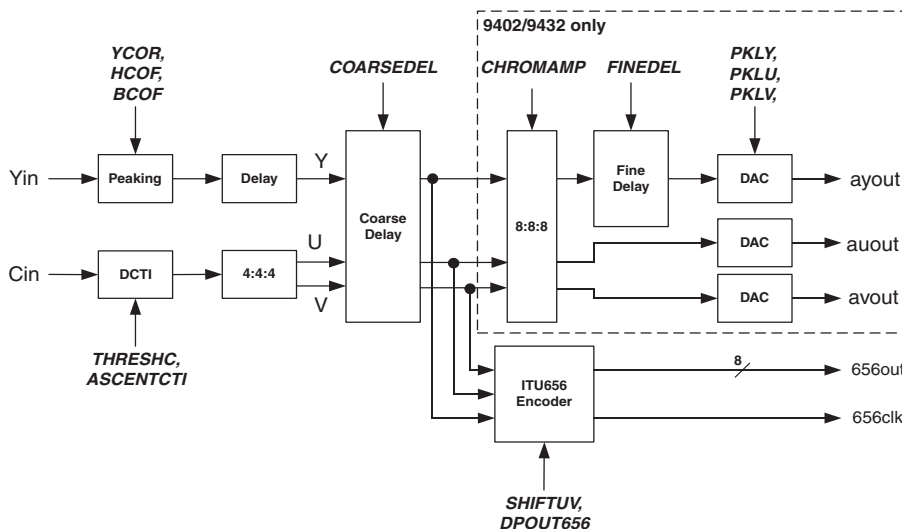 9402/9432 only
YCOR,
HCOF,
BCOF
COARSEDEL
CHROMAMP
FINEDEL
PKLY,
PKLU,
PKLV,
Yin
Peaking
Delay
Y
Coarse
Delay
8:8:8
Fine
Delay
DAC
ayout
DAC
auout
Cin
DCTI
4:4:4
U
V
DAC
avout
THRESHC,
ASCENTCTI
ITU656
Encoder
8
656out
656clk
SHIFTUV,
DPOUT656